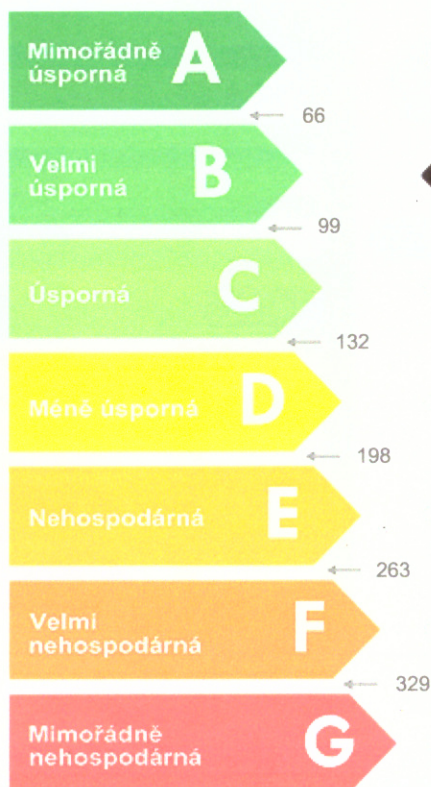 Mimořádně
úsporná A
66
Velmi
úsporná B
99
Úsporná C
132
Méně úsporná D
198
Nehospodárná E
263
Velmi
nehospodárná F
329
Mimořádně
nehospodárná G